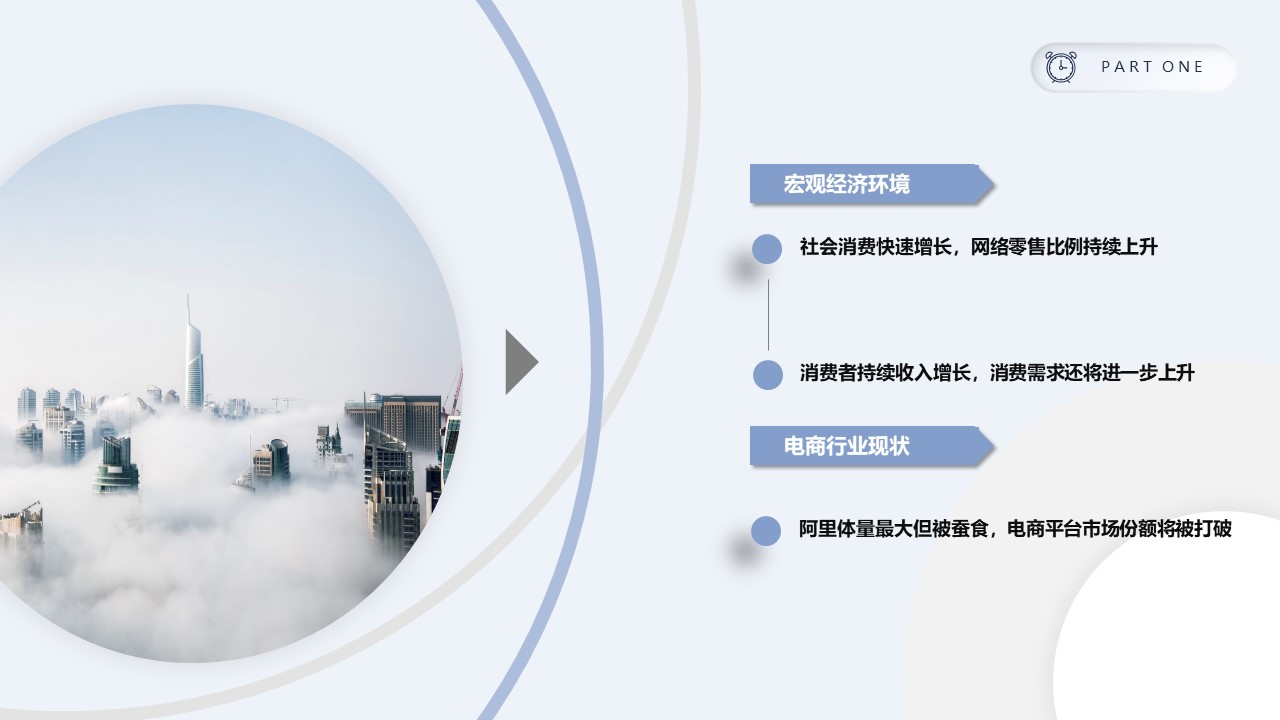 PART ONE
宏观经济环境
社会消费快速增长，网络零售比例持续上升
消费者持续收入增长，消费需求还将进一步上升
电商行业现状
阿里体量最大但被蚕食，电商平台市场份额将被打破